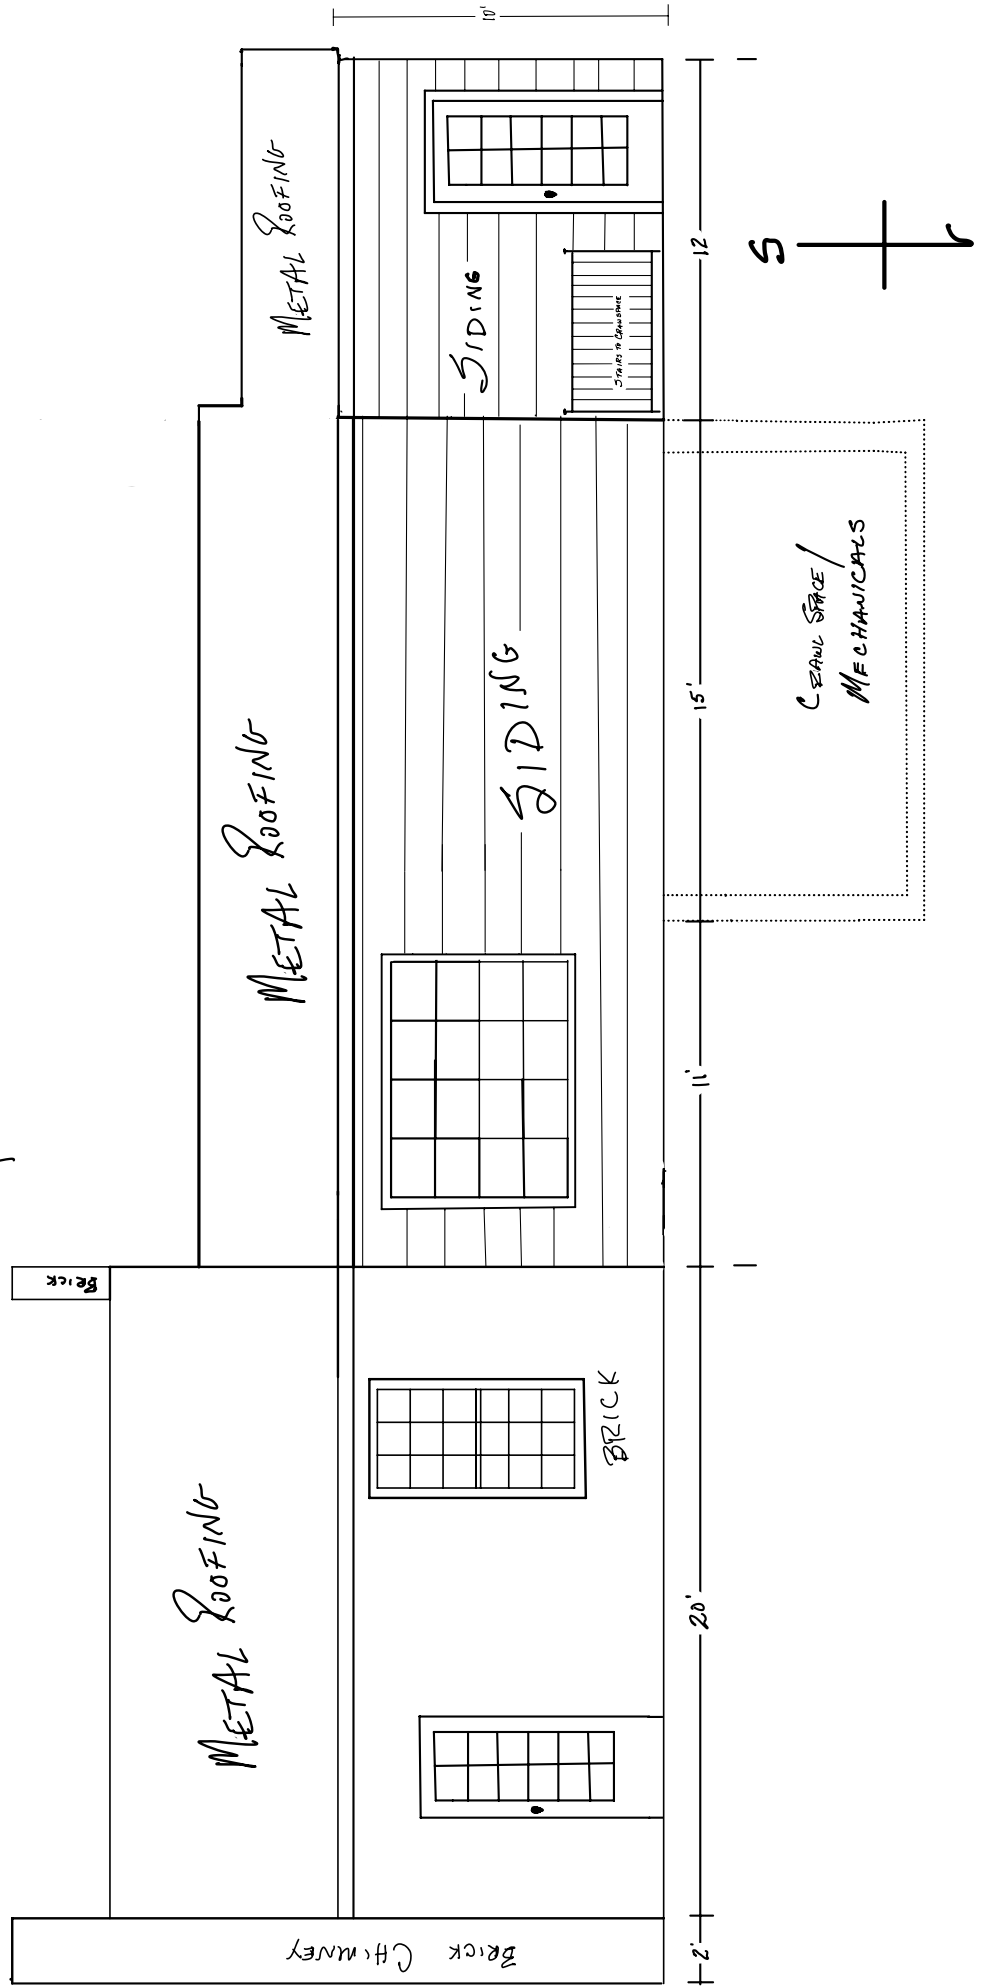 BRICK
METAL ROOFING
METAL ROOFING
METAL ROOFING
10'
BRICK CHIMNEY
BRICK
SIDING
SIDING
STAIRS TO CRAWLSPACE
2'
20'
11'
15'
12
CRAWL SPACE/
MECHANICALS
S